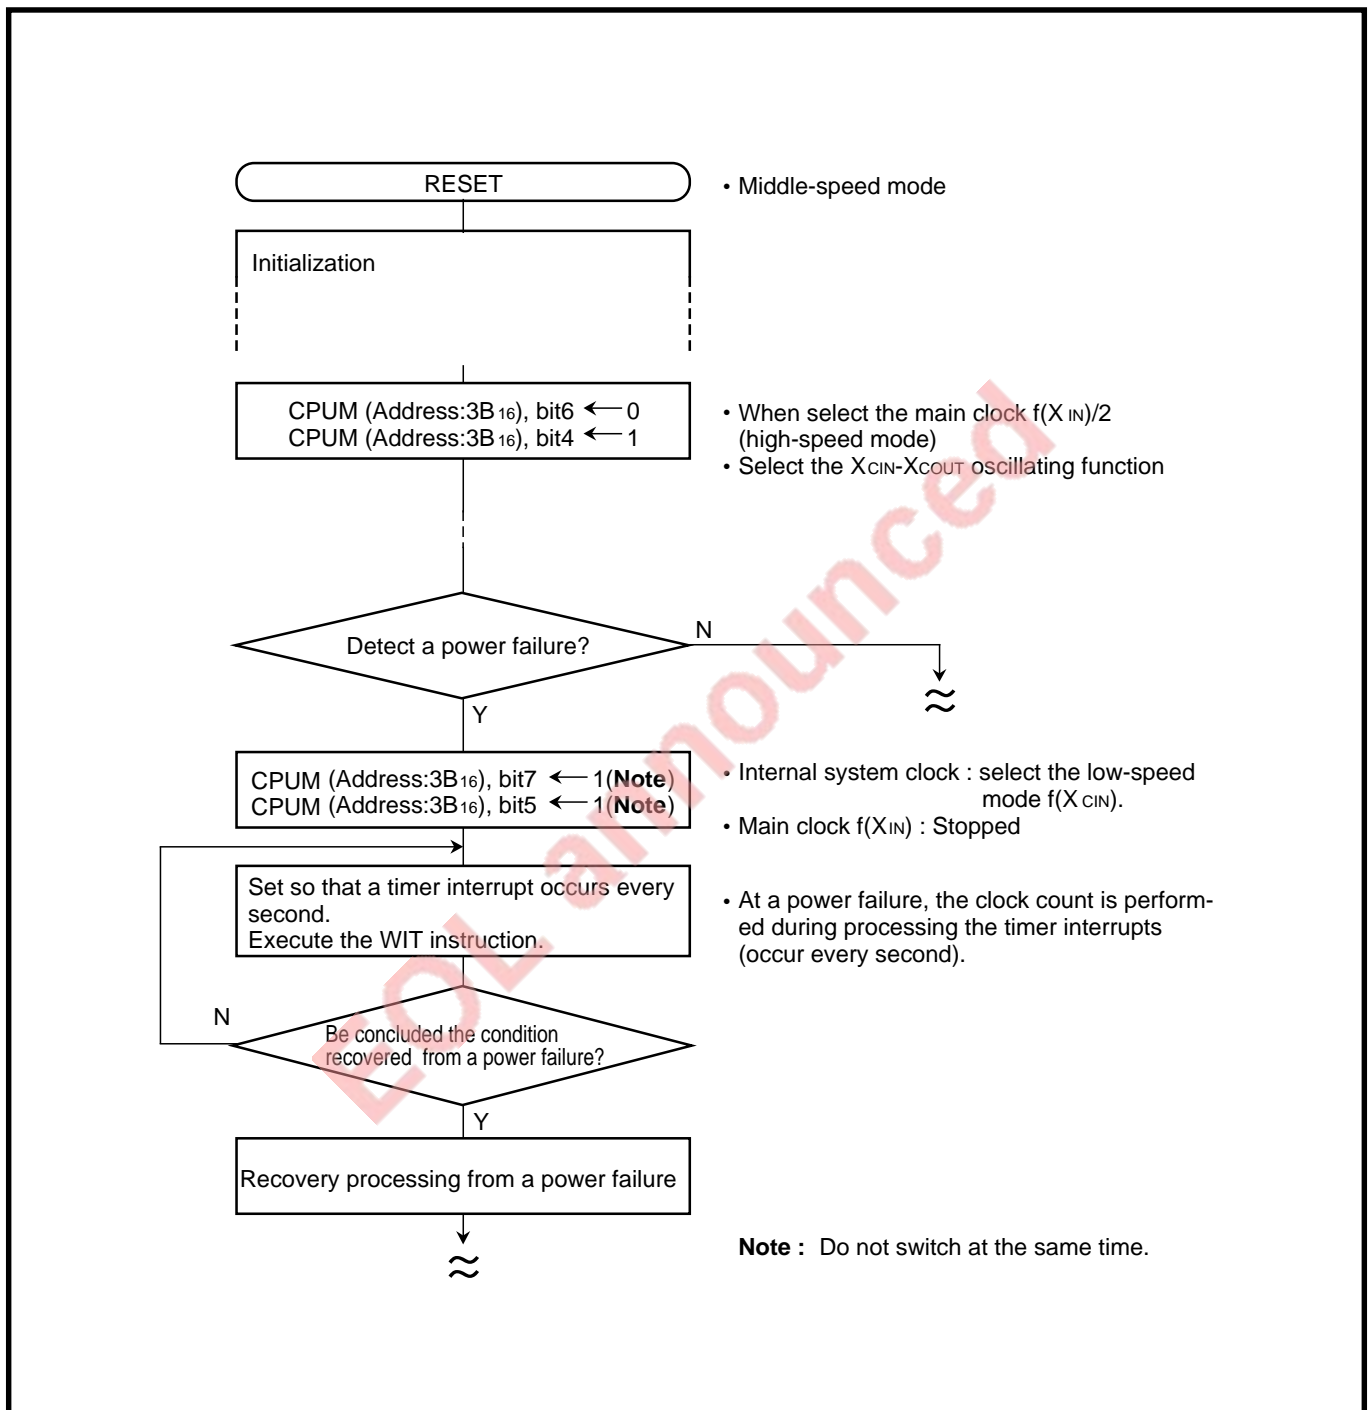 RESET
• Middle-speed mode
Initialization
CPUM (Address:3B16), bit6 ← 0
CPUM (Address:3B16), bit4 ← 1
• When select the main clock f(XIN)/2
(high-speed mode)
• Select the XCIN-XCOUT oscillating function
Detect a power failure?
N
Y
CPUM (Address:3B16), bit7 ← 1(Note)
CPUM (Address:3B16), bit5 ← 1(Note)
• Internal system clock : select the low-speed
mode f(XCIN).
• Main clock f(XIN) : Stopped
Set so that a timer interrupt occurs every
second.
Execute the WIT instruction.
• At a power failure, the clock count is perform-
ed during processing the timer interrupts
(occur every second).
N
Be concluded the condition
recovered from a power failure?
Y
Recovery processing from a power failure
Note : Do not switch at the same time.
EOL announced